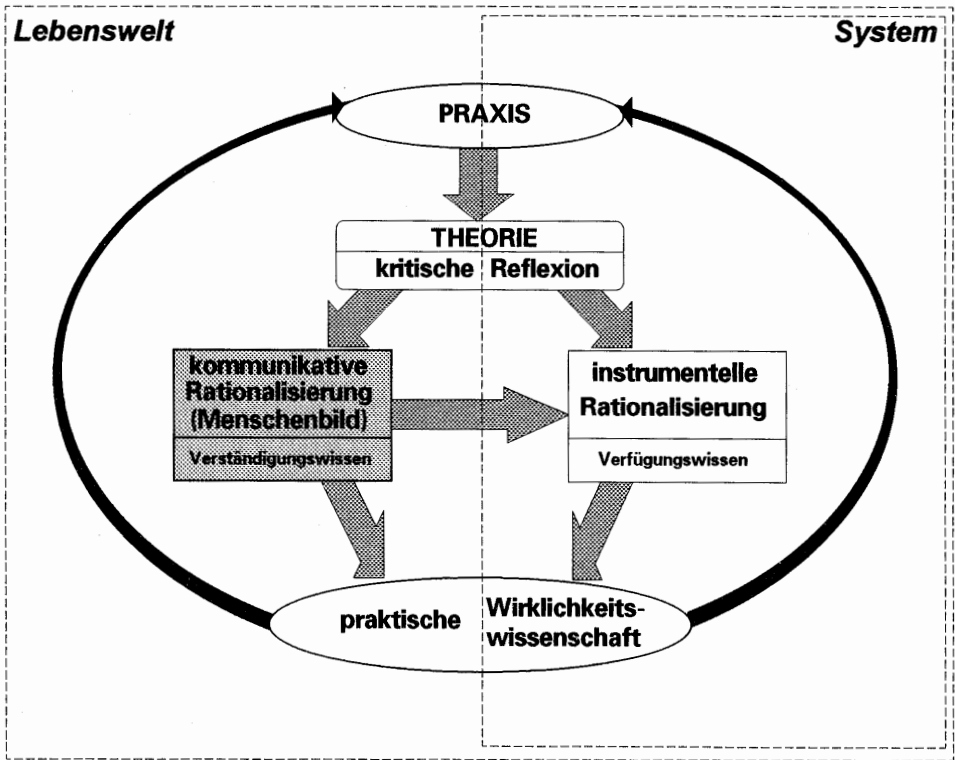 Lebenswelt
System
PRAXIS
THEORIE
kritische Reflexion
kommunikative
Rationalisierung
(Menschenbild)
Verständigungswissen
instrumentelle
Rationalisierung
Verfügungswissen
praktische
Wirklichkeits-
wissenschaft